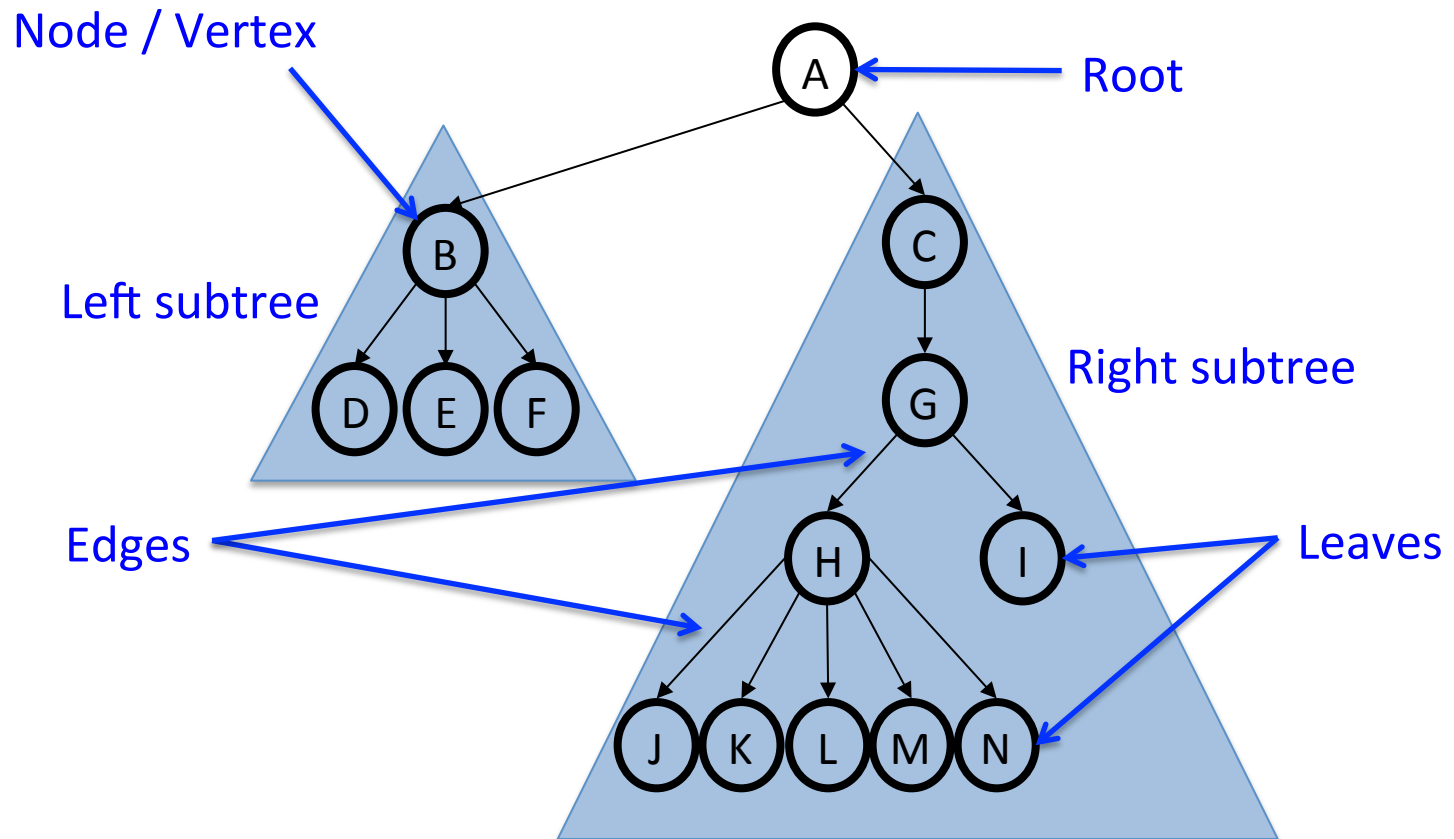 Node / Vertex
A
Root
B
C
Left subtree
Right subtree
D E F
G
Edges
H
I
Leaves
J K L M N